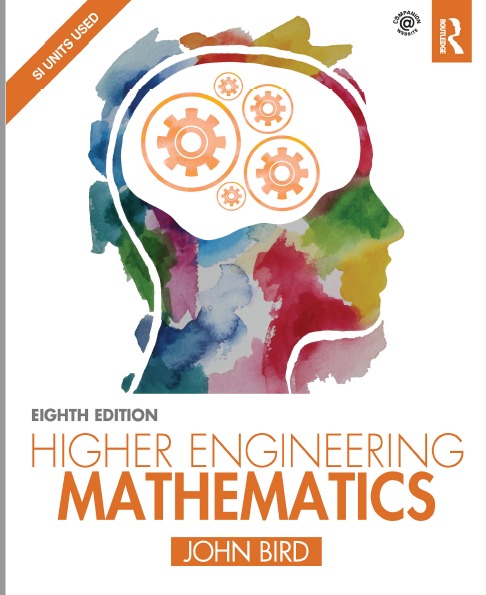 SI UNITS USED
COMPANION
@
WEBSITE
R
ROUTLEDGE
EIGHTH EDITION
HIGHER ENGINEERING
MATHEMATICS
JOHN BIRD